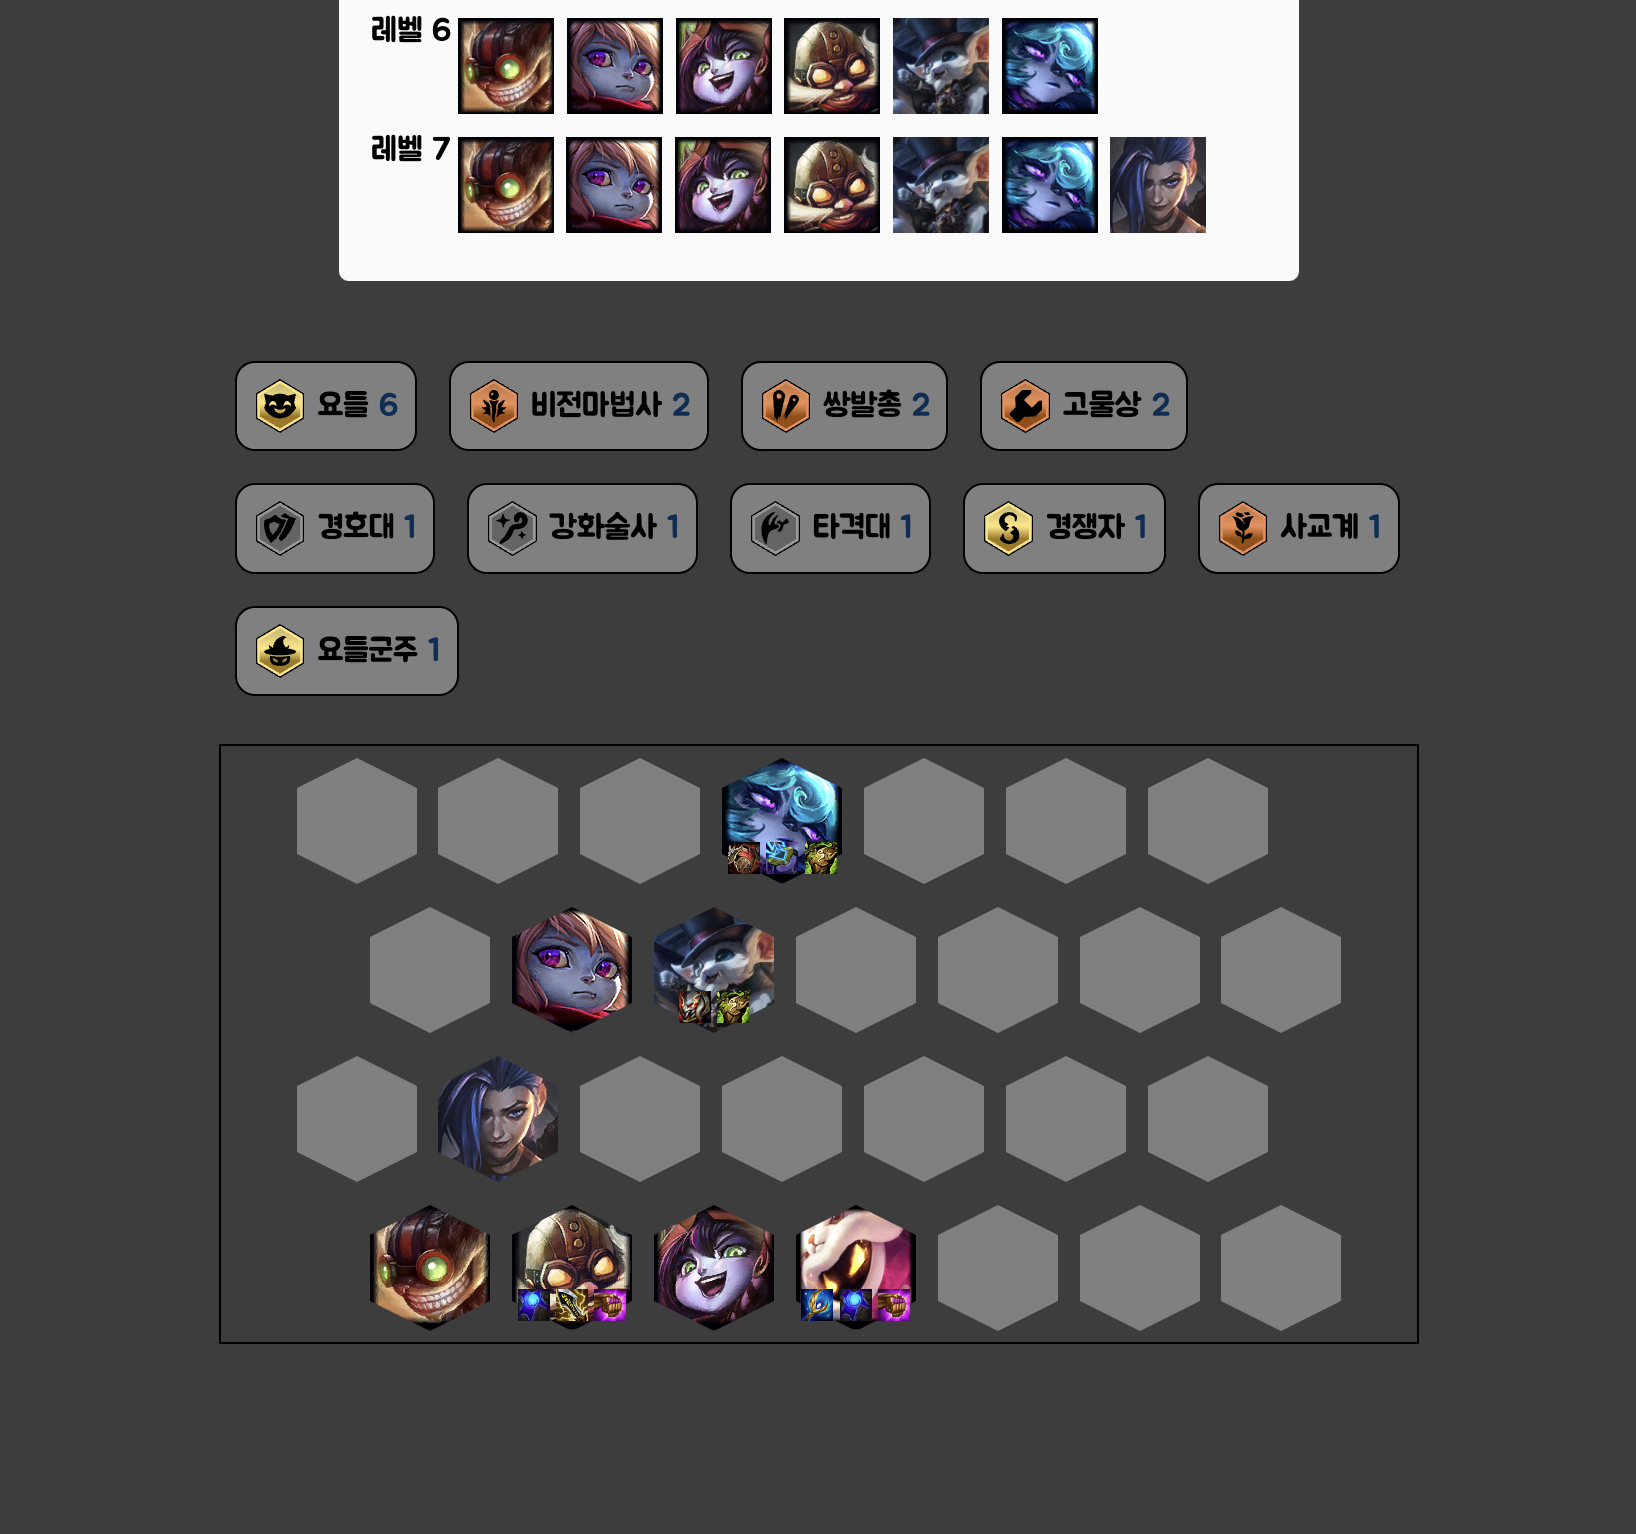 레벨 6
레벨 7
요들 6 비전마법사 2 쌍발총 2 고물상 2
경호대 1 강화술사 1 타격대 1 경쟁자 1 사교계 1
요들군주 1